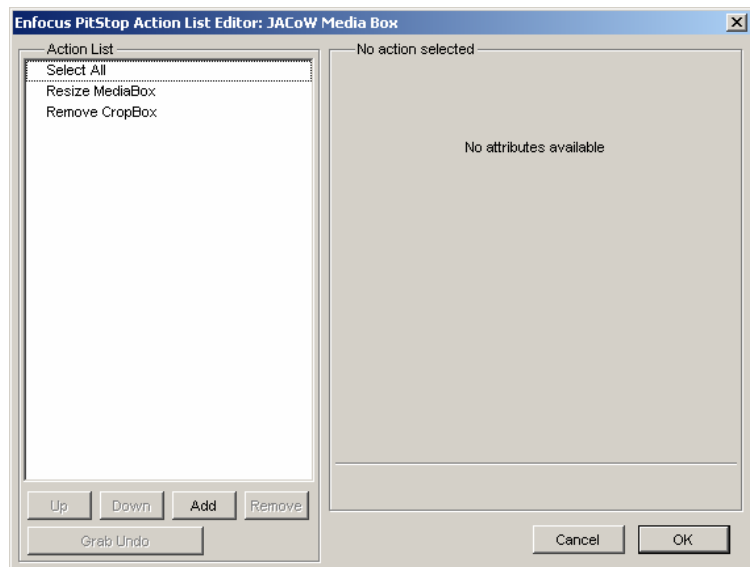 Enfocus PitStop Action List Editor: JACoW Media Box
Action List
Select All
Resize MediaBox
Remove CropBox
Up Down Add Remove
Grab Undo
No action selected
No attributes available
Cancel OK